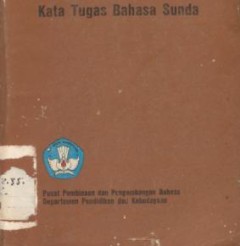 Kata Tugas Bahasa Sunda
Pusat Pembinaan dan Pengembangan Bahasa
Departemen Pendidikan dan Kebudayaan